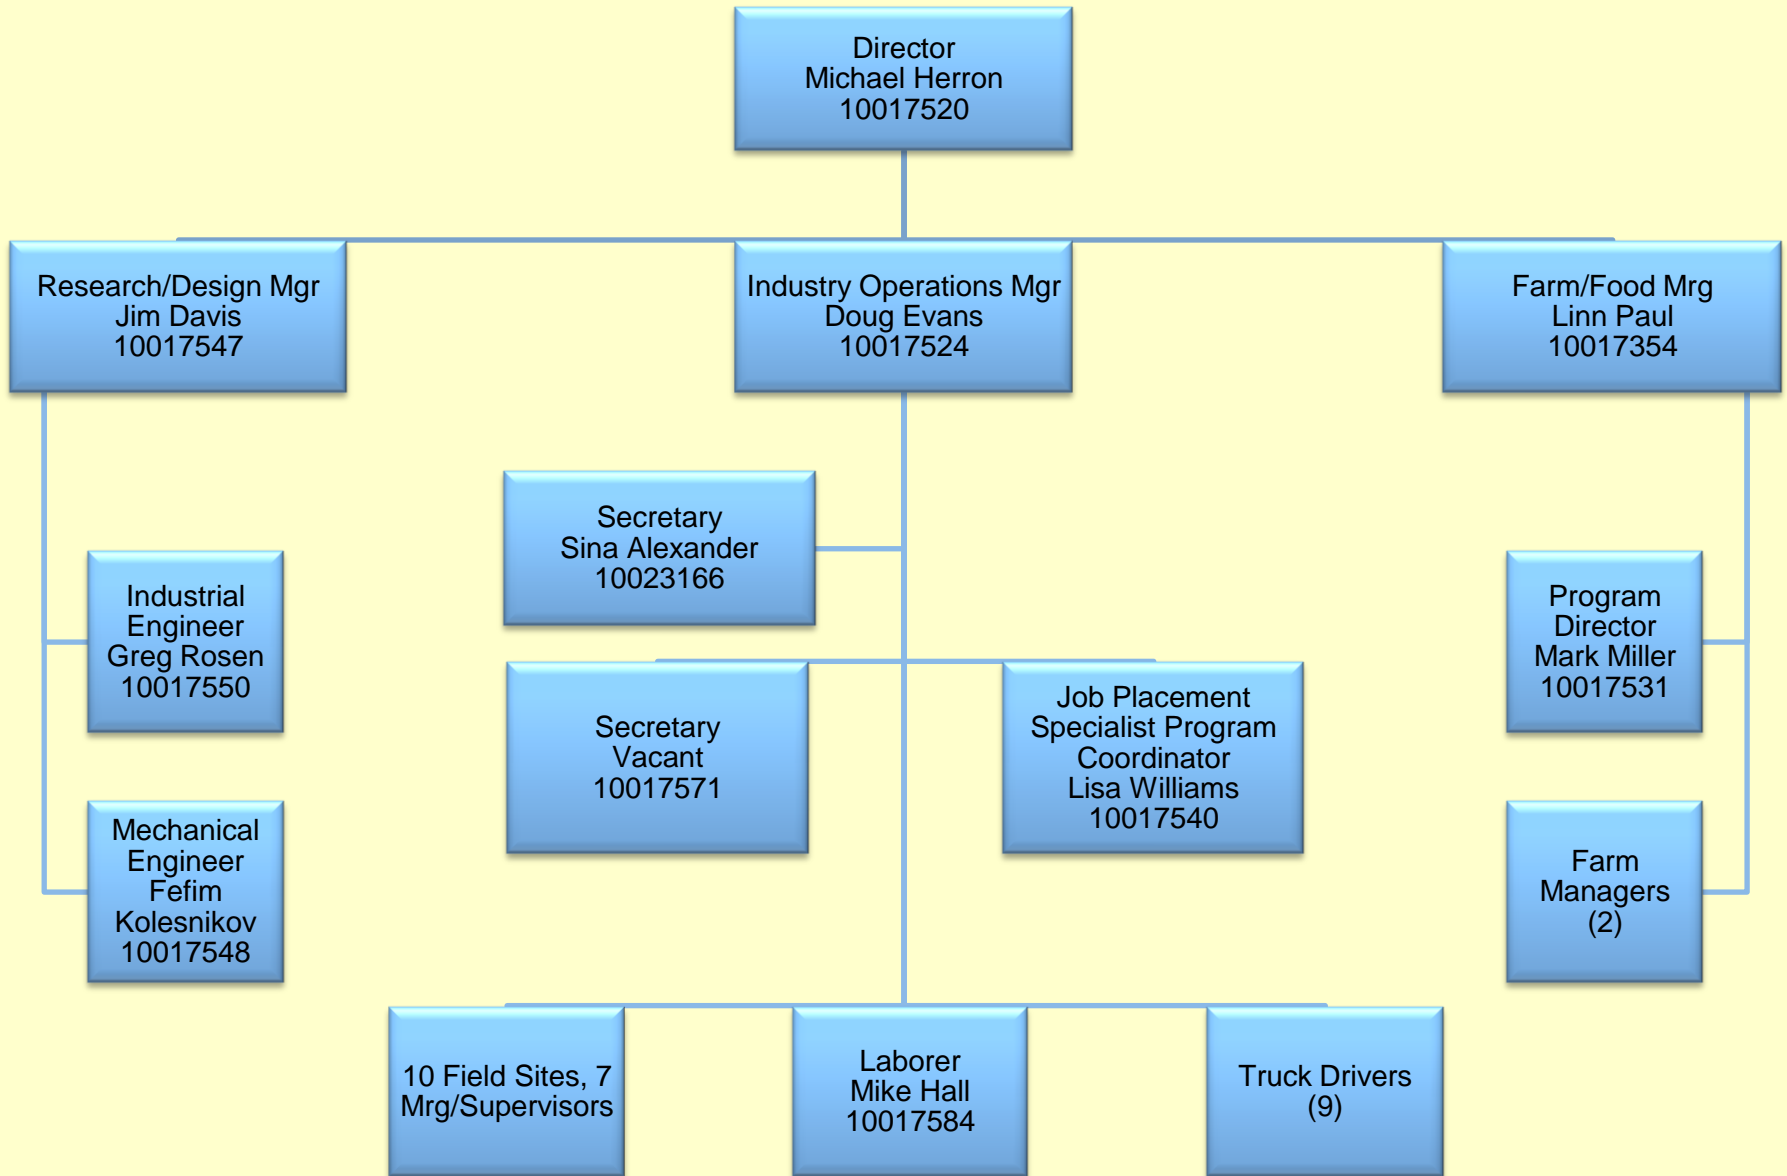 Director
Michael Herron
10017520
Research/Design Mgr
Jim Davis
10017547
Industry Operations Mgr
Doug Evans
10017524
Farm/Food Mrg
Linn Paul
10017354
Secretary
Sina Alexander
10023166
Industrial
Engineer
Greg Rosen
10017550
Program
Director
Mark Miller
10017531
Secretary
Vacant
10017571
Job Placement
Specialist Program
Coordinator
Lisa Williams
10017540
Mechanical
Engineer
Fefim
Kolesnikov
10017548
Farm
Managers
(2)
10 Field Sites, 7
Mrg/Supervisors
Laborer
Mike Hall
10017584
Truck Drivers
(9)